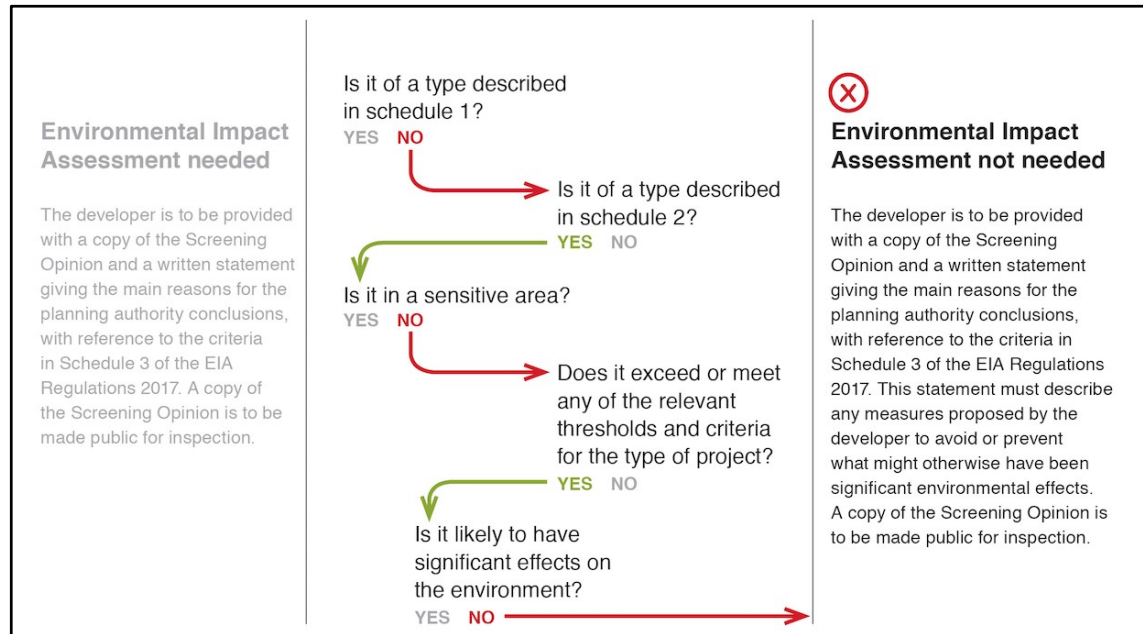 Environmental Impact
Assessment needed
The developer is to be provided
with a copy of the Screening
Opinion and a written statement
giving the main reasons for the
planning authority conclusions,
with reference to the criteria
in Schedule 3 of the EIA
Regulations 2017. A copy of
the Screening Opinion is to be
made public for inspection.
Is it of a type described
in schedule 1?
YES NO
Is it of a type described
in schedule 2?
YES NO
Is it in a sensitive area?
YES NO
Does it exceed or meet
any of the relevant
thresholds and criteria
for the type of project?
YES NO
Is it likely to have
significant effects on
the environment?
YES NO
Environmental Impact
Assessment not needed
The developer is to be provided
with a copy of the Screening
Opinion and a written statement
giving the main reasons for the
planning authority conclusions,
with reference to the criteria in
Schedule 3 of the EIA Regulations
2017. This statement must describe
any measures proposed by the
developer to avoid or prevent
what might otherwise have been
significant environmental effects.
A copy of the Screening Opinion is
to be made public for inspection.